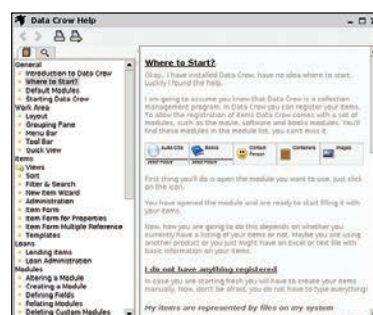 Data Crow Help
General
Introduction to Data Crow
Where to Start?
Default Modules
Starting Data Crow
Work Area
Layout
Grouping Pane
Menu Bar
Tool Bar
Quick View
Items
Views
Sort
Filter & Search
New Item Wizard
Administration
Item Form
Item Form for Properties
Item Form Multiple Reference
Templates
Loans
Lending Items
Loan Administration
Modules
Altering a Module
Creating a Module
Defining Fields
Relating Modules
Deleting Custom Modules
Where to Start?
Okay.. I have installed Data Crow, have no idea where to start.
Luckily I found the help.
I am going to assume you know that Data Crow is a collection
management program. In Data Crow you can register your items.
To allow the registration of items Data Crow comes with a set of
modules, such as the movie, software and books modules. You'll
find these modules in the module list, you can't miss it.
Audio CDs
Books
Contact Person
Containers
Images
First thing you'll do is open the module you want to use, just click
on the icon.
You have opened the module and are ready to start filling it with
your items.
Now, how you are going to do this depends on whether you
currently have a listing of your items or not. Maybe you are using
another product or you just might have an Excel or text file with
basic information on your items.
I do not have anything registered
In case you are starting fresh you will have to create your items
manually. Now, don't be afraid, you do not have to type everything!
My items are represented by files on my system